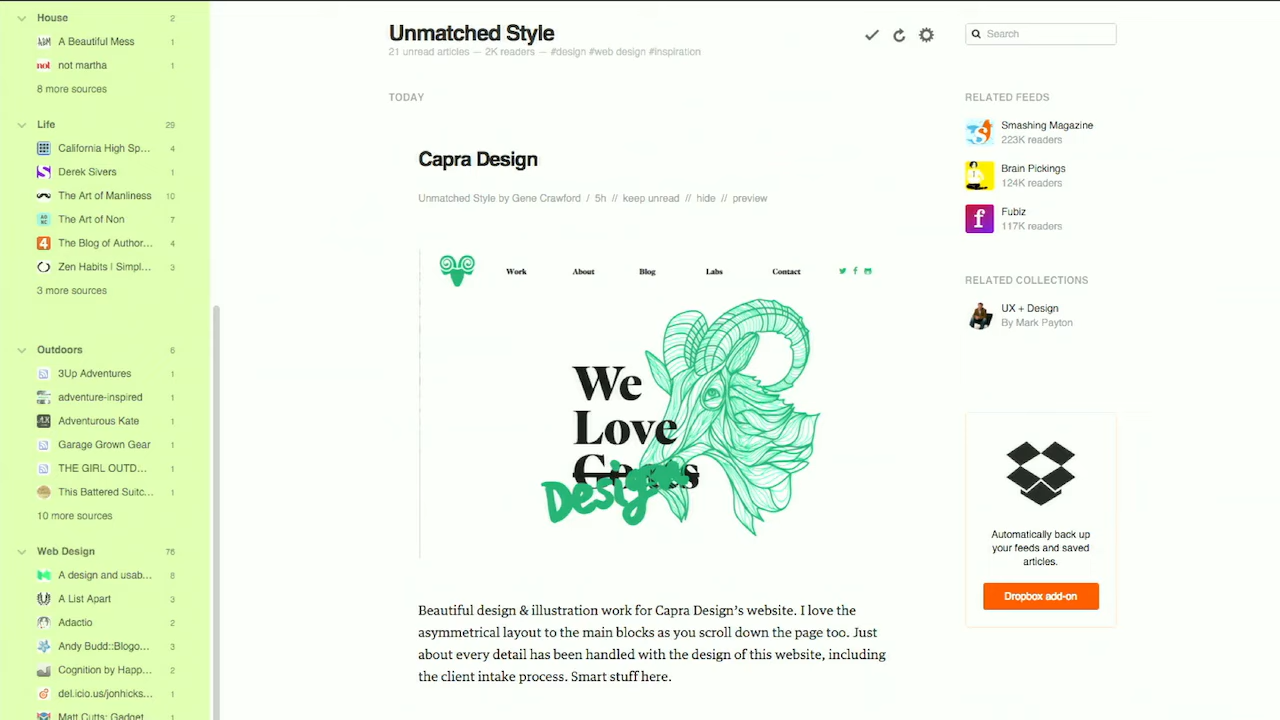 House 2
A Beautiful Mess 1
not martha 1
8 more sources
Life 29
California High Sp... 4
Derek Sivers 1
The Art of Manliness 10
The Art of Non 7
The Blog of Author... 4
Zen Habits | Simpl... 3
3 more sources
Outdoors 6
3Up Adventures 1
adventure-inspired 1
Adventurous Kate 1
Garage Grown Gear 1
THE GIRL OUTD... 1
This Battered Suitc... 1
10 more sources
Web Design 76
A design and usab... 8
A List Apart 3
Adactio 2
Andy Budd::Blogo... 3
Cognition by Happ... 2
del.icio.us/jonhicks... 1
Matt Cutts: Gadget 1
Unmatched Style
21 unread articles — 2K readers — #design #web design #inspiration
TODAY
Capra Design
Unmatched Style by Gene Crawford / 5h // keep unread // hide // preview
Work About Blog Labs Contact
We
Love
Design
Beautiful design & illustration work for Capra Design's website. I love the
asymmetrical layout to the main blocks as you scroll down the page too. Just
about every detail has been handled with the design of this website, including
the client intake process. Smart stuff here.
Search
RELATED FEEDS
Smashing Magazine
223K readers
Brain Pickings
124K readers
Fubiz
117K readers
RELATED COLLECTIONS
UX + Design
By Mark Payton
Automatically back up
your feeds and saved
articles.
Dropbox add-on